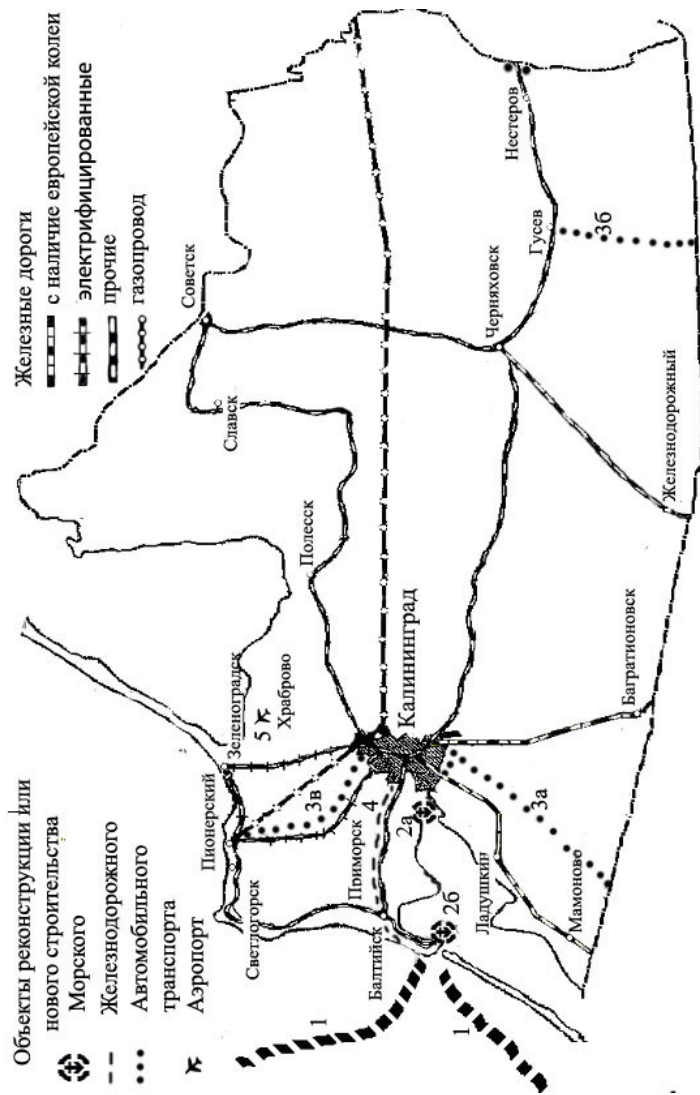 Объекты реконструкции или
нового строительства
Морского
Железнодорожного
Автомобильного
транспорта
Аэропорт
Железные дороги
с наличие европейской колеи
электрифицированные
прочие
газопровод
Советск
Славск
Полесск
Зеленоградск
5
Храброво
Пионерский
Светлогорск
3в
4
Приморск
Калининград
2а
2б
Балтийск
1
1
Ладушкин
Мамоново
3а
Багратионовск
Железнодорожный
Черняховск
Гусев
3б
Нестеров